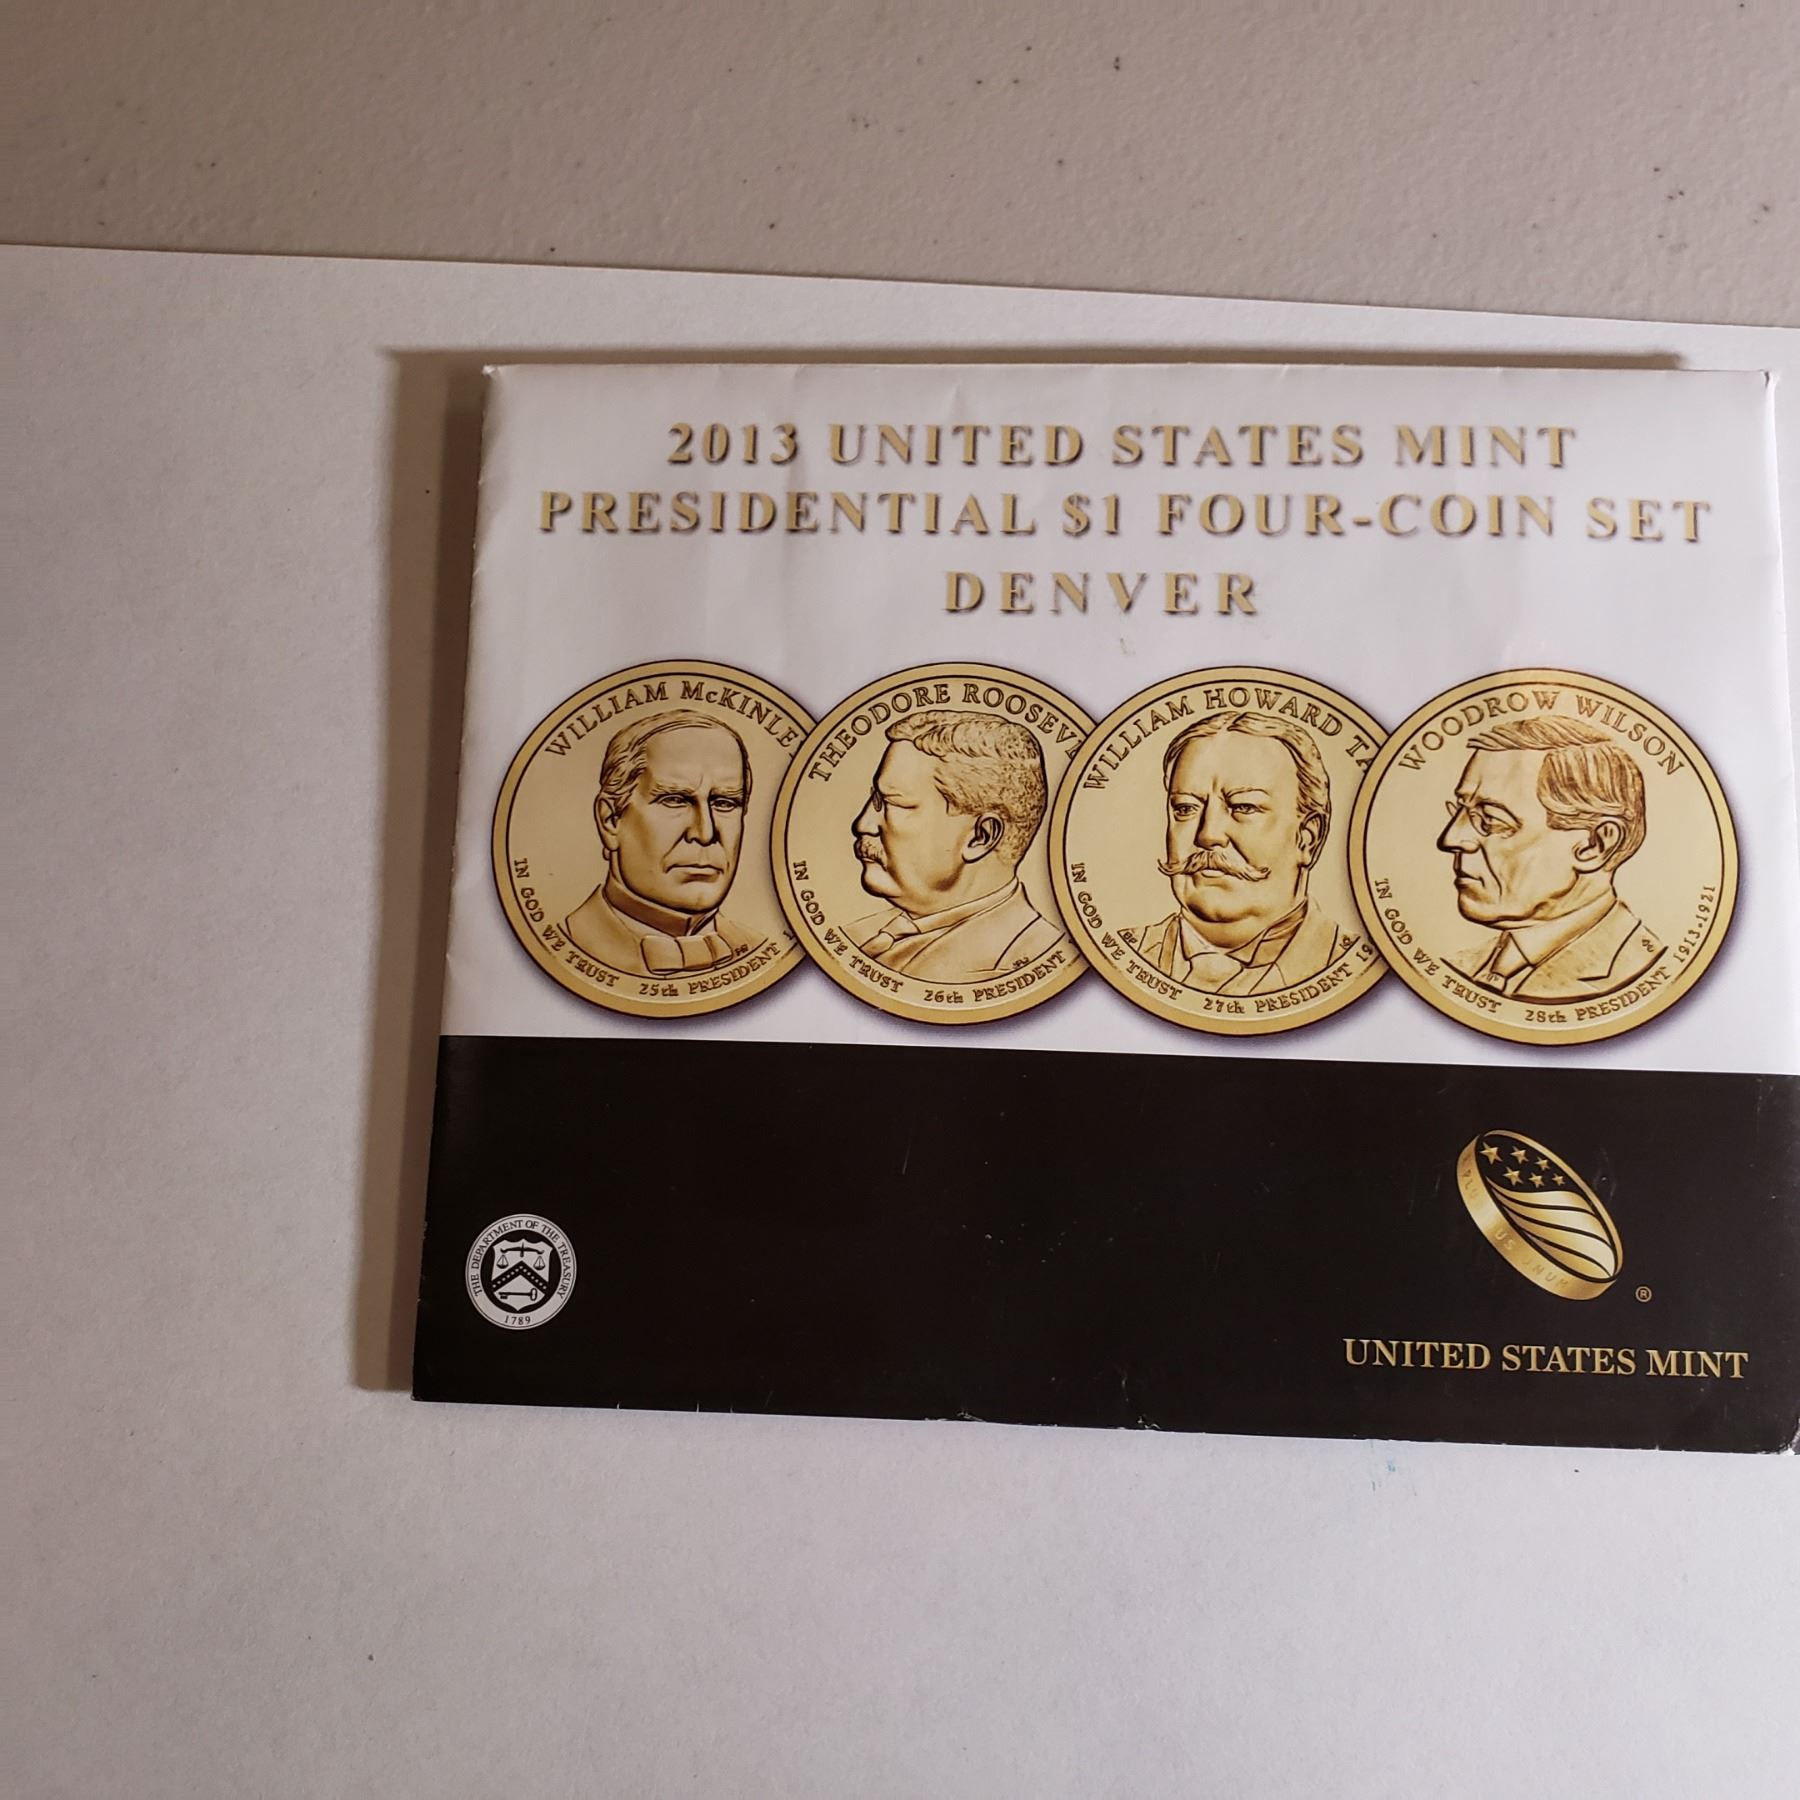 2013 UNITED STATES MINT
PRESIDENTIAL $1 FOUR-COIN SET
DENVER
WILLIAM McKINLE
IN GOD WE TRUST 25th PRESIDENT
THEODORE ROOSEV
IN GOD WE TRUST 26th PRESIDENT
WILLIAM HOWARD TA
IN GOD WE TRUST 27th PRESIDENT 19
WOODROW WILSON
IN GOD WE TRUST 28th PRESIDENT 1913-1921
THE DEPARTMENT OF THE TREASURY
1789
®
UNITED STATES MINT